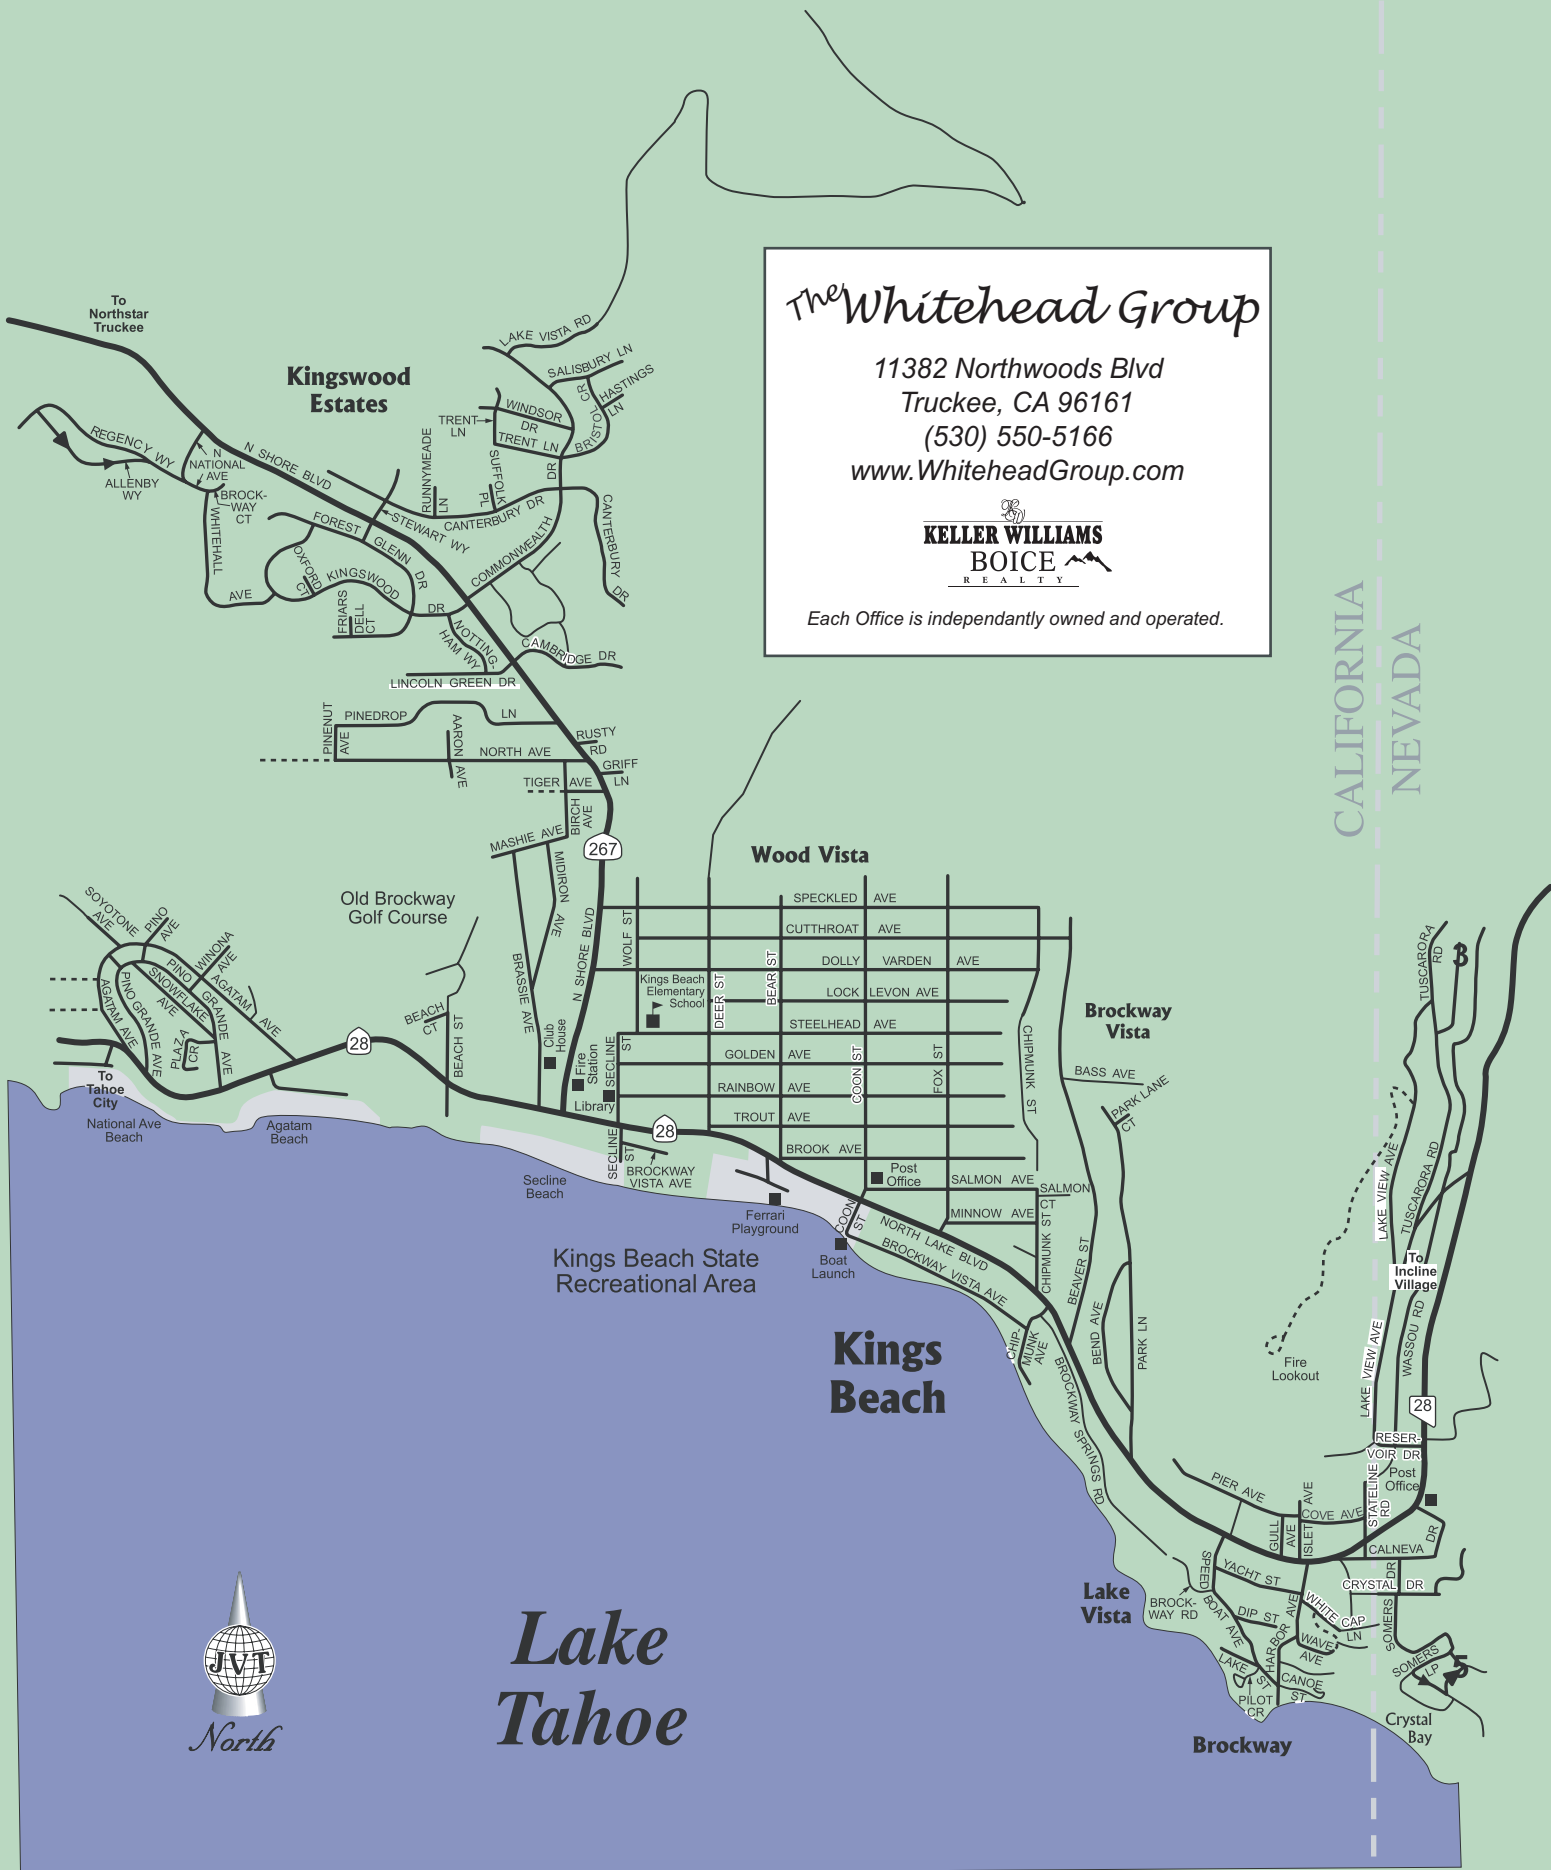 The Whitehead Group
11382 Northwoods Blvd
Truckee, CA 96161
(530) 550-5166
www.WhiteheadGroup.com
KELLER WILLIAMS
BOICE
REALTY
Each Office is independantly owned and operated.
CALIFORNIA
NEVADA
To
Northstar
Truckee
Kingswood
Estates
LAKE VISTA RD
SALISBURY LN
HASTINGS
LN
BRISTOL CR
WINDSOR
DR
TRENT
LN
TRENT LN
REGENCY WY
ALLENBY
WY
N
NATIONAL
AVE
BROCK-
WAY
CT
N SHORE BLVD
RUNNYMEADE
LN
SUFFOLK
PL
CANTERBURY DR
CANTERBURY
DR
STEWART WY
COMMONWEALTH
DR
WHITEHALL
AVE
FOREST
GLENN
DR
OXFORD
CT
KINGSWOOD
DR
FRIARS
DELL
CT
NOTTING-
HAM WY
CAMBRIDGE DR
LINCOLN GREEN DR
PINENUT
AVE
PINEDROP
LN
AARON
AVE
NORTH AVE
RUSTY
RD
GRIFF
LN
TIGER AVE
BIRCH
AVE
MASHIE AVE
267
MIDIRON
AVE
BRASSIE AVE
N SHORE BLVD
Old Brockway
Golf Course
Wood Vista
SPECKLED AVE
CUTTHROAT AVE
DOLLY VARDEN AVE
LOCK LEVON AVE
STEELHEAD AVE
GOLDEN AVE
RAINBOW AVE
TROUT AVE
BROOK AVE
SALMON AVE
SALMON
CT
MINNOW AVE
WOLF ST
DEER ST
BEAR ST
COON ST
FOX ST
CHIPMUNK ST
CHIPMUNK ST
Kings Beach
Elementary
School
SECLINE
ST
Club
House
Fire
Station
Library
28
SOYOTONE
AVE
PINO
AVE
WINONA
AVE
AGATAM
AVE
PINO
GRANDE
AVE
SNOWFLAKE
AVE
PINO GRANDE AVE
AGATAM AVE
PLAZA
CR
28
BEACH
CT
BEACH ST
To
Tahoe
City
National Ave
Beach
Agatam
Beach
Secline
Beach
SECLINE
ST
BROCKWAY
VISTA AVE
Ferrari
Playground
Post
Office
COON
ST
Boat
Launch
NORTH LAKE BLVD
BROCKWAY VISTA AVE
Kings Beach State
Recreational Area
Kings
Beach
Brockway
Vista
BASS AVE
PARK LANE
CT
BEAVER ST
BEND AVE
PARK LN
CHIP-
MUNK
AVE
BROCKWAY SPRINGS RD
Fire
Lookout
TUSCARORA
RD
3
LAKE VIEW AVE
TUSCARORA RD
To
Incline
Village
LAKE VIEW AVE
WASSOU RD
28
RESER-
VOIR DR
Post
Office
STATELINE
RD
PIER AVE
COVE AVE
GULL
AVE
ISLET AVE
CALNEVA
DR
CRYSTAL DR
SPEED
BOAT AVE
YACHT ST
DIP ST
HARBOR AVE
WHITE CAP
LN
WAVE
AVE
SOMERS DR
SOMERS
LP
5
LAKE
ST
CANOE
ST
PILOT
CR
BROCK-
WAY RD
Lake
Vista
Brockway
Crystal
Bay
Lake
Tahoe
JVT
North